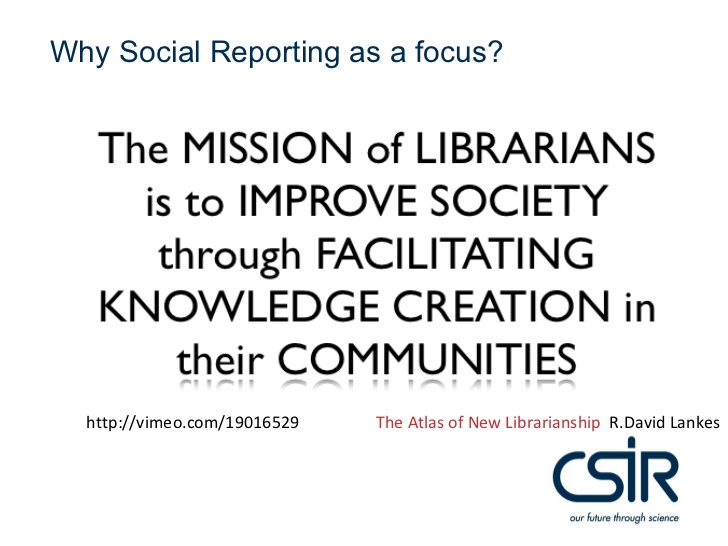 Why Social Reporting as a focus?
The MISSION of LIBRARIANS
is to IMPROVE SOCIETY
through FACILITATING
KNOWLEDGE CREATION in
their COMMUNITIES
http://vimeo.com/19016529 The Atlas of New Librarianship R.David Lankes
CSIR
our future through science